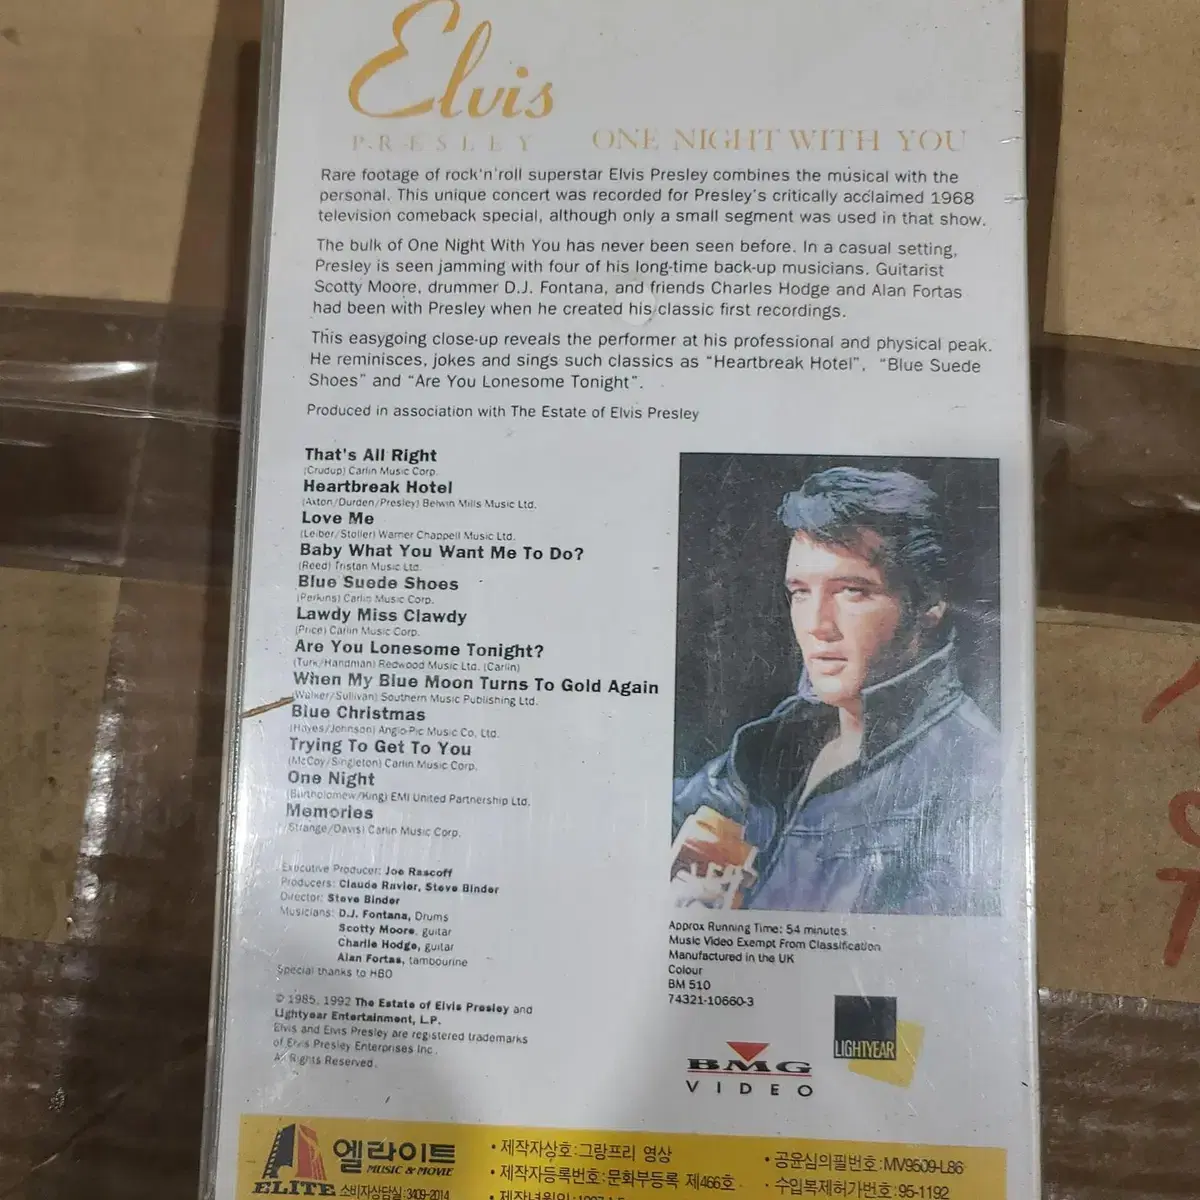 Elvis
PRESLEY ONE NIGHT WITH YOU
Rare footage of rock'n'roll superstar Elvis Presley combines the musical with the
personal. This unique concert was recorded for Presley's critically acclaimed 1968
television comeback special, although only a small segment was used in that show.
The bulk of One Night With You has never been seen before. In a casual setting,
Presley is seen jamming with four of his long-time back-up musicians. Guitarist
Scotty Moore, drummer D.J. Fontana, and friends Charles Hodge and Alan Fortas
had been with Presley when he created his classic first recordings.
This easygoing close-up reveals the performer at his professional and physical peak.
He reminisces, jokes and sings such classics as "Heartbreak Hotel", "Blue Suede
Shoes" and "Are You Lonesome Tonight".
Produced in association with The Estate of Elvis Presley
That's All Right
(Crudup) Carlin Music Corp.
Heartbreak Hotel
(Axton/Durden/Presley) Belwin Mills Music Ltd.
Love Me
(Leiber/Stoller) Warner Chappell Music Ltd.
Baby What You Want Me To Do?
(Reed) Tristan Music Ltd.
Blue Suede Shoes
(Perkins) Carlin Music Corp.
Lawdy Miss Clawdy
(Price) Carlin Music Corp.
Are You Lonesome Tonight?
(Turk/Handman) Redwood Music Ltd. (Carlin)
When My Blue Moon Turns To Gold Again
(Walker/Sullivan) Southern Music Publishing Ltd.
Blue Christmas
(Hayes/Johnson) Anglo-Pic Music Co. Ltd.
Trying To Get To You
(McCoy/Singleton) Carlin Music Corp.
One Night
(Bartholomew/King) EMI United Partnership Ltd.
Memories
(Strange/Davis) Carlin Music Corp.
Executive Producer: Joe Rascoff
Producers: Claude Ravier, Steve Binder
Director: Steve Binder
Musicians: D.J. Fontana, Drums
Scotty Moore, guitar
Charlie Hodge, guitar
Alan Fortas, tambourine
Special thanks to HBO
© 1985, 1992 The Estate of Elvis Presley and
Lightyear Entertainment, L.P.
Elvis and Elvis Presley are registered trademarks
of Elvis Presley Enterprises Inc.
All Rights Reserved.
Approx Running Time: 54 minutes
Music Video Exempt From Classification
Manufactured in the UK
Colour
BM 510
74321-10660-3
BMG
VIDEO
LIGHTYEAR
ELITE
엘라이트
MUSIC & MOVIE
소비자상담실: 3409-2014
• 제작자상호:그랑프리 영상
• 제작자등록번호:문화부등록 제466호
• 공윤심의필번호:MV9509-L86
• 수입복제허가번호:95-1192